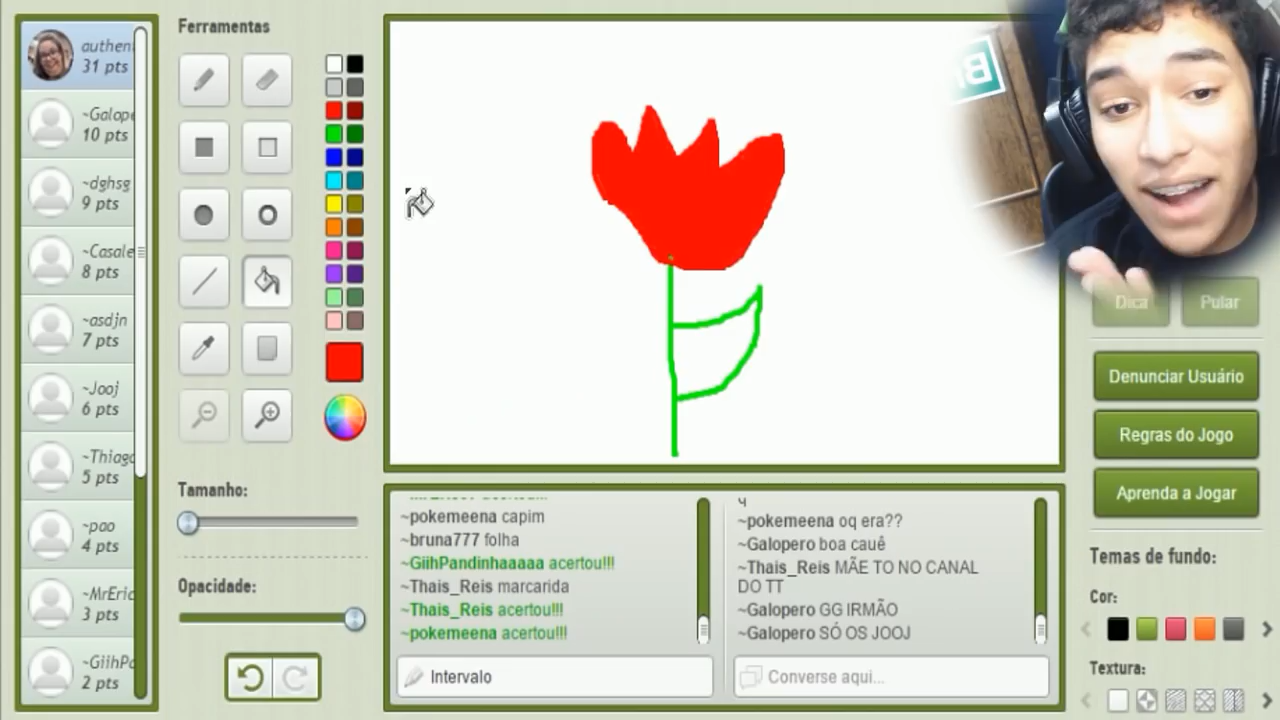 authen
31 pts
~Galope
10 pts
~dghsg
9 pts
~Casale
8 pts
~asdjn
7 pts
~Jooj
6 pts
~Thiago
5 pts
~pao
4 pts
~MrEric
3 pts
~GiihPa
2 pts
Ferramentas
Tamanho:
Opacidade:
~pokemeena capim
~bruna777 folha
~GiihPandinhaaaaa acertou!!!
~Thais_Reis marcarida
~Thais_Reis acertou!!!
~pokemeena acertou!!!
Intervalo
~pokemeena oq era??
~Galopero boa cauê
~Thais_Reis MÃE TO NO CANAL
DO TT
~Galopero GG IRMÃO
~Galopero SÓ OS JOOJ
Converse aqui...
Dica
Pular
Denunciar Usuário
Regras do Jogo
Aprenda a Jogar
Temas de fundo:
Cor:
Textura: